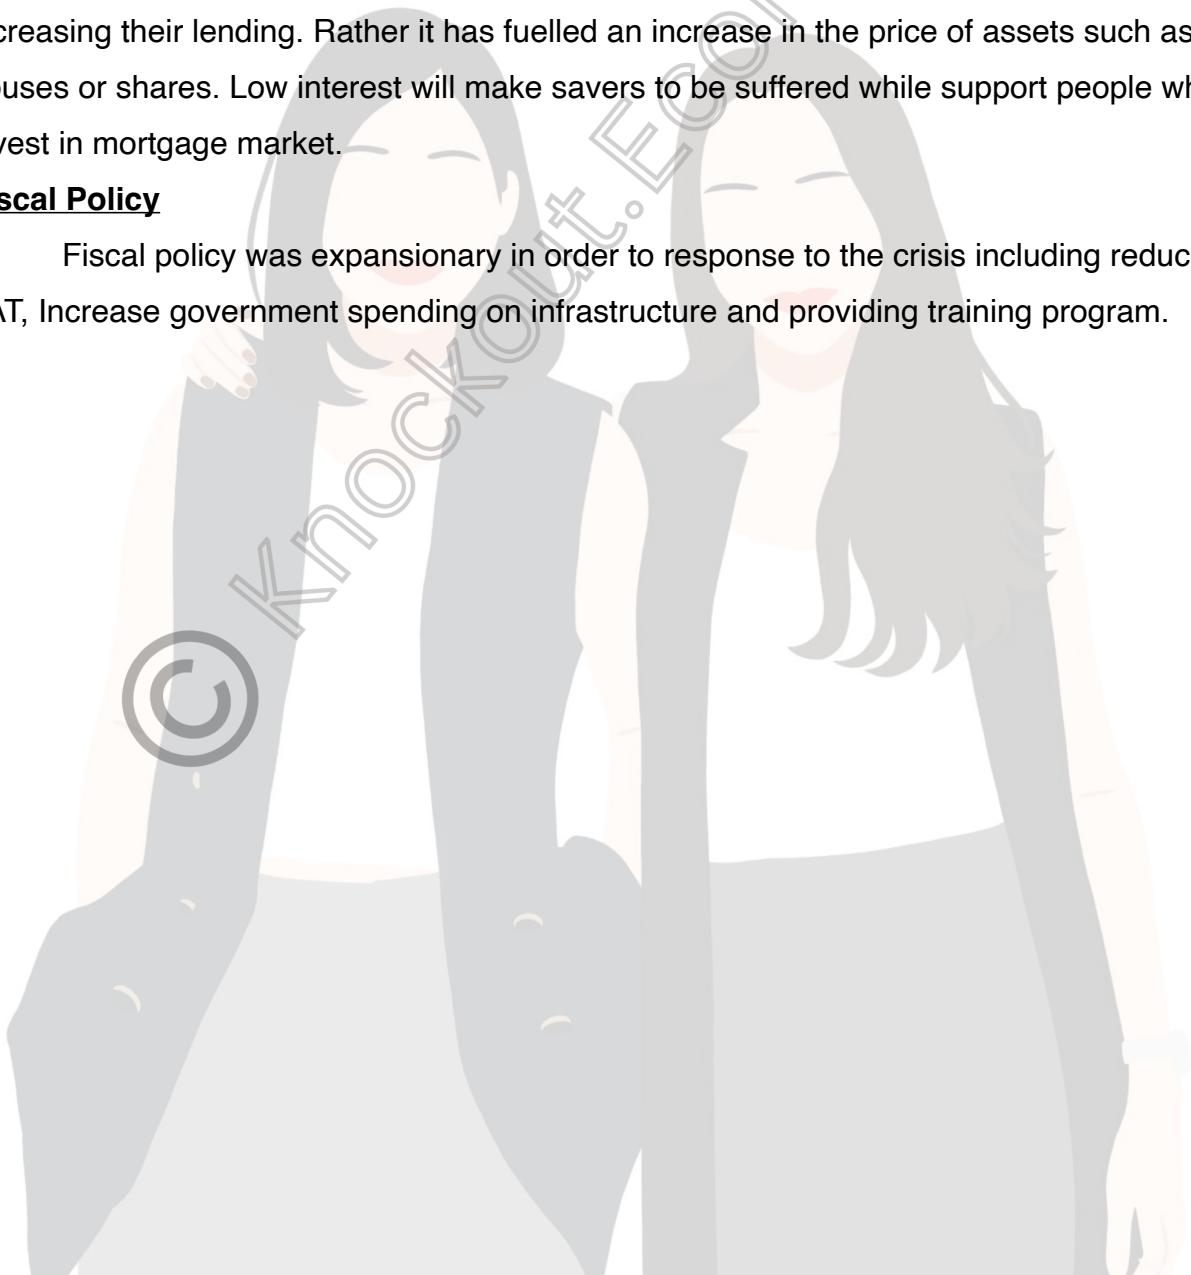 creasing their lending. Rather it has fuelled an increase in the price of assets such as
ouses or shares. Low interest will make savers to be suffered while support people wh
vest in mortgage market.
scal Policy
Fiscal policy was expansionary in order to response to the crisis including reduc
AT, Increase government spending on infrastructure and providing training program.
© Knockout.Econ